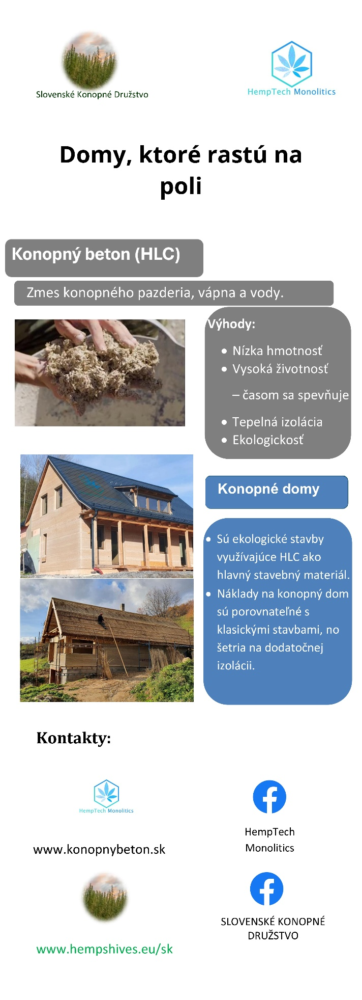 Slovenské Konopné Družstvo
HempTech Monolitics
Domy, ktoré rastú na
poli
Konopný beton (HLC)
Zmes konopného pazderia, vápna a vody.
Výhody:
• Nízka hmotnosť
• Vysoká životnosť
– časom sa spevňuje
• Tepelná izolácia
• Ekologickosť
Konopné domy
• Sú ekologické stavby
využívajúce HLC ako
hlavný stavebný materiál.
• Náklady na konopný dom
sú porovnateľné s
klasickými stavbami, no
šetria na dodatočnej
izolácii.
Kontakty:
HempTech Monolitics
www.konopnybeton.sk
HempTech
Monolitics
www.hempshives.eu/sk
SLOVENSKÉ KONOPNÉ
DRUŽSTVO